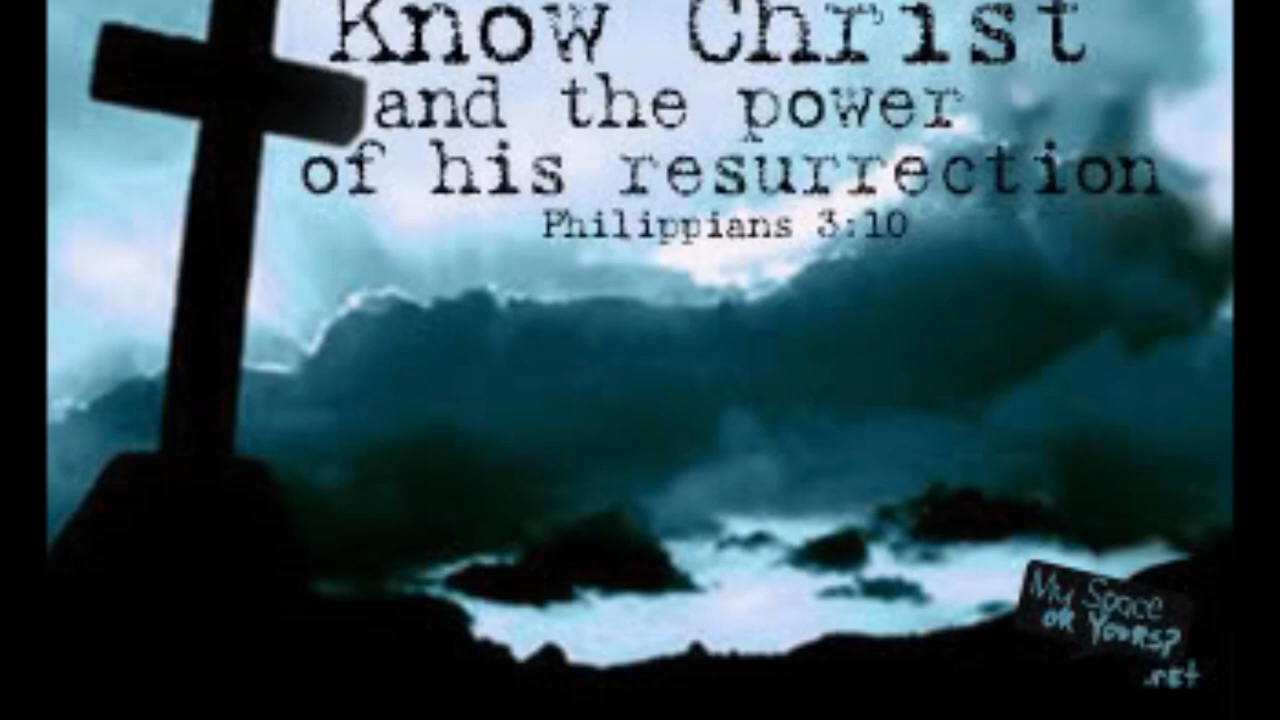 Know Christ
and the power
of his resurrection
Philippians 3:10
My Space
OR YOURS?
.net